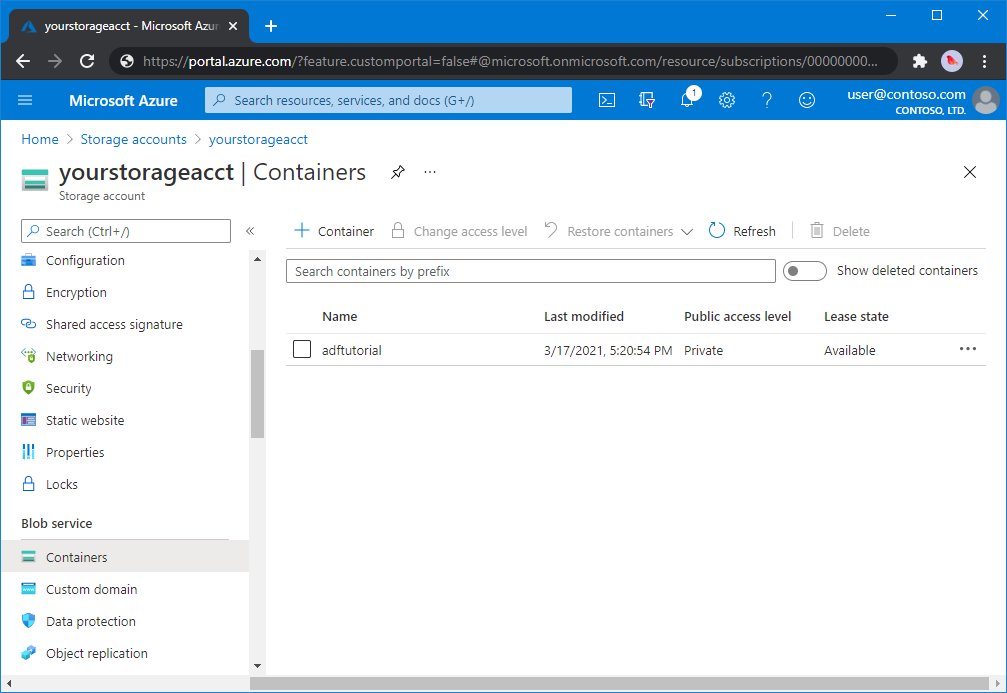 yourstorageacct - Microsoft Azur
https://portal.azure.com/?feature.customportal=false#@microsoft.onmicrosoft.com/resource/subscriptions/00000000...
Microsoft Azure
Search resources, services, and docs (G+/)
1
user@contoso.com
CONTOSO, LTD.
Home > Storage accounts > yourstorageacct
yourstorageacct | Containers
Storage account
Search (Ctrl+/)
Configuration
Encryption
Shared access signature
Networking
Security
Static website
Properties
Locks
Blob service
Containers
Custom domain
Data protection
Object replication
Container Change access level Restore containers Refresh Delete
Search containers by prefix
Show deleted containers
Name Last modified Public access level Lease state
adftutorial 3/17/2021, 5:20:54 PM Private Available